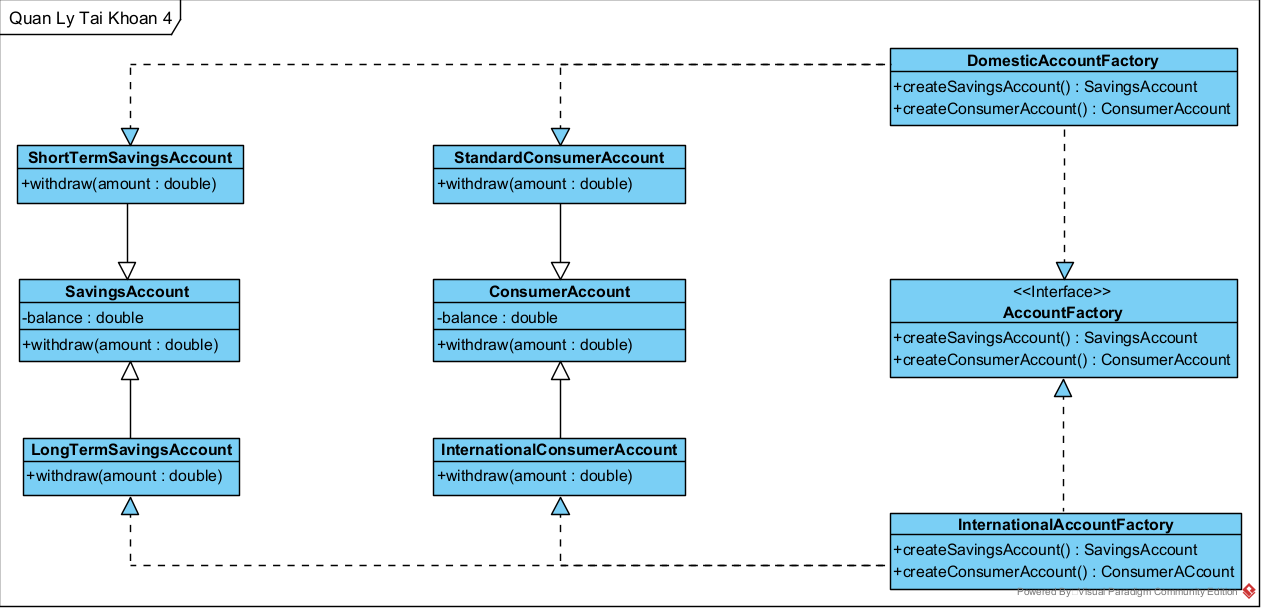 Quan Ly Tai Khoan 4
DomesticAccountFactory
+createSavingsAccount() : SavingsAccount
+createConsumerAccount() : ConsumerAccount
ShortTermSavingsAccount
+withdraw(amount : double)
StandardConsumerAccount
+withdraw(amount : double)
SavingsAccount
-balance : double
+withdraw(amount : double)
ConsumerAccount
-balance : double
+withdraw(amount : double)
<<Interface>>
AccountFactory
+createSavingsAccount() : SavingsAccount
+createConsumerAccount() : ConsumerAccount
LongTermSavingsAccount
+withdraw(amount : double)
InternationalConsumerAccount
+withdraw(amount : double)
InternationalAccountFactory
+createSavingsAccount() : SavingsAccount
+createConsumerAccount() : ConsumerACcount
Powered By: Visual Paradigm Community Edition